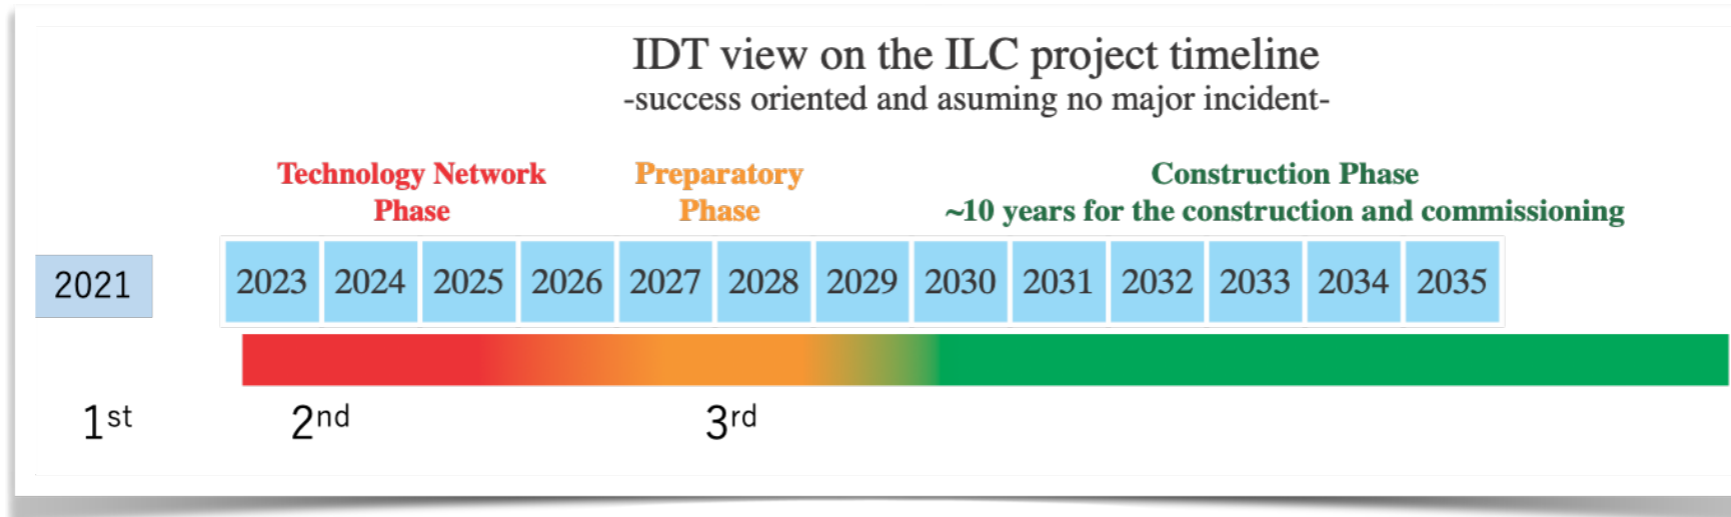 IDT view on the ILC project timeline
-success oriented and asuming no major incident-
Technology Network
Phase
Preparatory
Phase
Construction Phase
~10 years for the construction and commissioning
2021 2023 2024 2025 2026 2027 2028 2029 2030 2031 2032 2033 2034 2035
1st 2nd 3rd